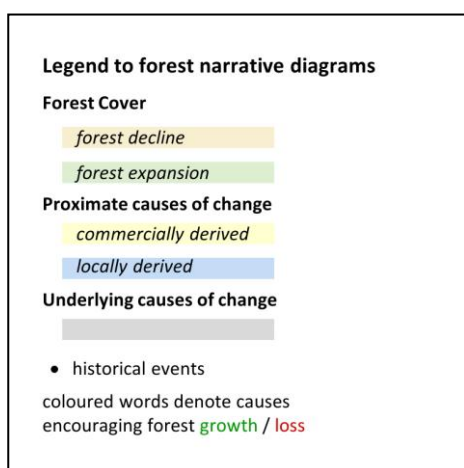 Legend to forest narrative diagrams
Forest Cover
forest decline
forest expansion
Proximate causes of change
commercially derived
locally derived
Underlying causes of change
• historical events
coloured words denote causes
encouraging forest growth / loss